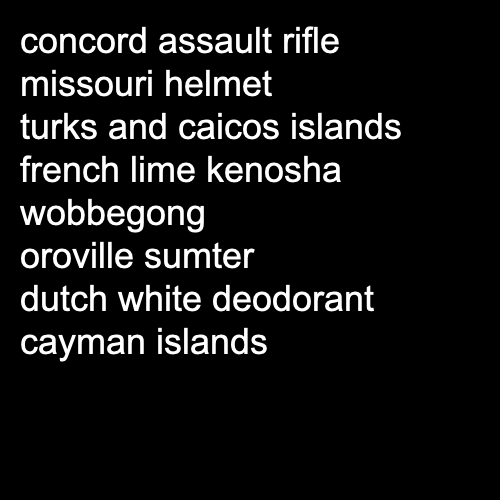 concord assault rifle
missouri helmet
turks and caicos islands
french lime kenosha
wobbegong
oroville sumter
dutch white deodorant
cayman islands